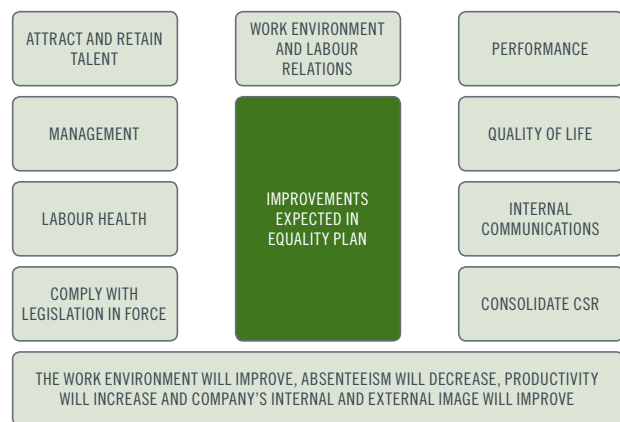 ATTRACT AND RETAIN
TALENT
WORK ENVIRONMENT
AND LABOUR
RELATIONS
PERFORMANCE
MANAGEMENT
QUALITY OF LIFE
IMPROVEMENTS
EXPECTED IN
EQUALITY PLAN
LABOUR HEALTH
INTERNAL
COMMUNICATIONS
COMPLY WITH
LEGISLATION IN FORCE
CONSOLIDATE CSR
THE WORK ENVIRONMENT WILL IMPROVE, ABSENTEEISM WILL DECREASE, PRODUCTIVITY
WILL INCREASE AND COMPANY’S INTERNAL AND EXTERNAL IMAGE WILL IMPROVE